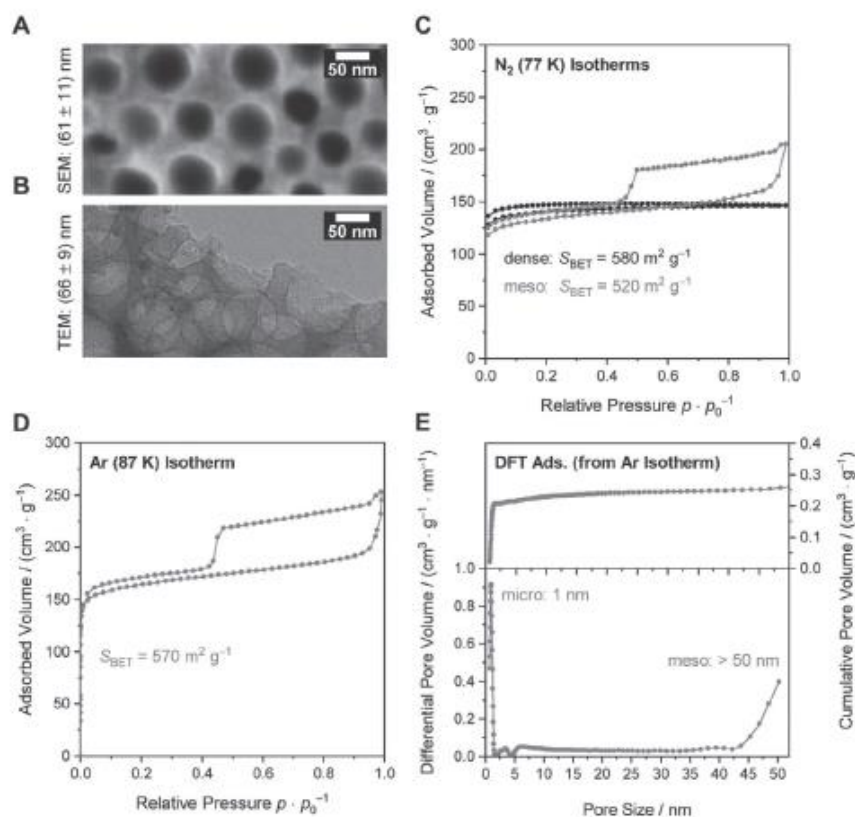 A
SEM: (61 ± 11) nm
50 nm
B
TEM: (66 ± 9) nm
50 nm
C
N₂ (77 K) Isotherms
Adsorbed Volume / (cm³ · g⁻¹)
300
250
200
150
100
50
0
dense: S_BET = 580 m² g⁻¹
meso: S_BET = 520 m² g⁻¹
0.0 0.2 0.4 0.6 0.8 1.0
Relative Pressure p · p₀⁻¹
D
Ar (87 K) Isotherm
Adsorbed Volume / (cm³ · g⁻¹)
300
250
200
150
100
50
0
S_BET = 570 m² g⁻¹
0.0 0.2 0.4 0.6 0.8 1.0
Relative Pressure p · p₀⁻¹
E
DFT Ads. (from Ar Isotherm)
Differential Pore Volume / (cm³ · g⁻¹ · nm⁻¹)
Cumulative Pore Volume / (cm³ · g⁻¹)
0.4
0.3
0.2
0.1
0.0
1.0
0.8
0.6
0.4
0.2
0.0
micro: 1 nm
meso: > 50 nm
0 5 10 15 20 25 30 35 40 45 50
Pore Size / nm